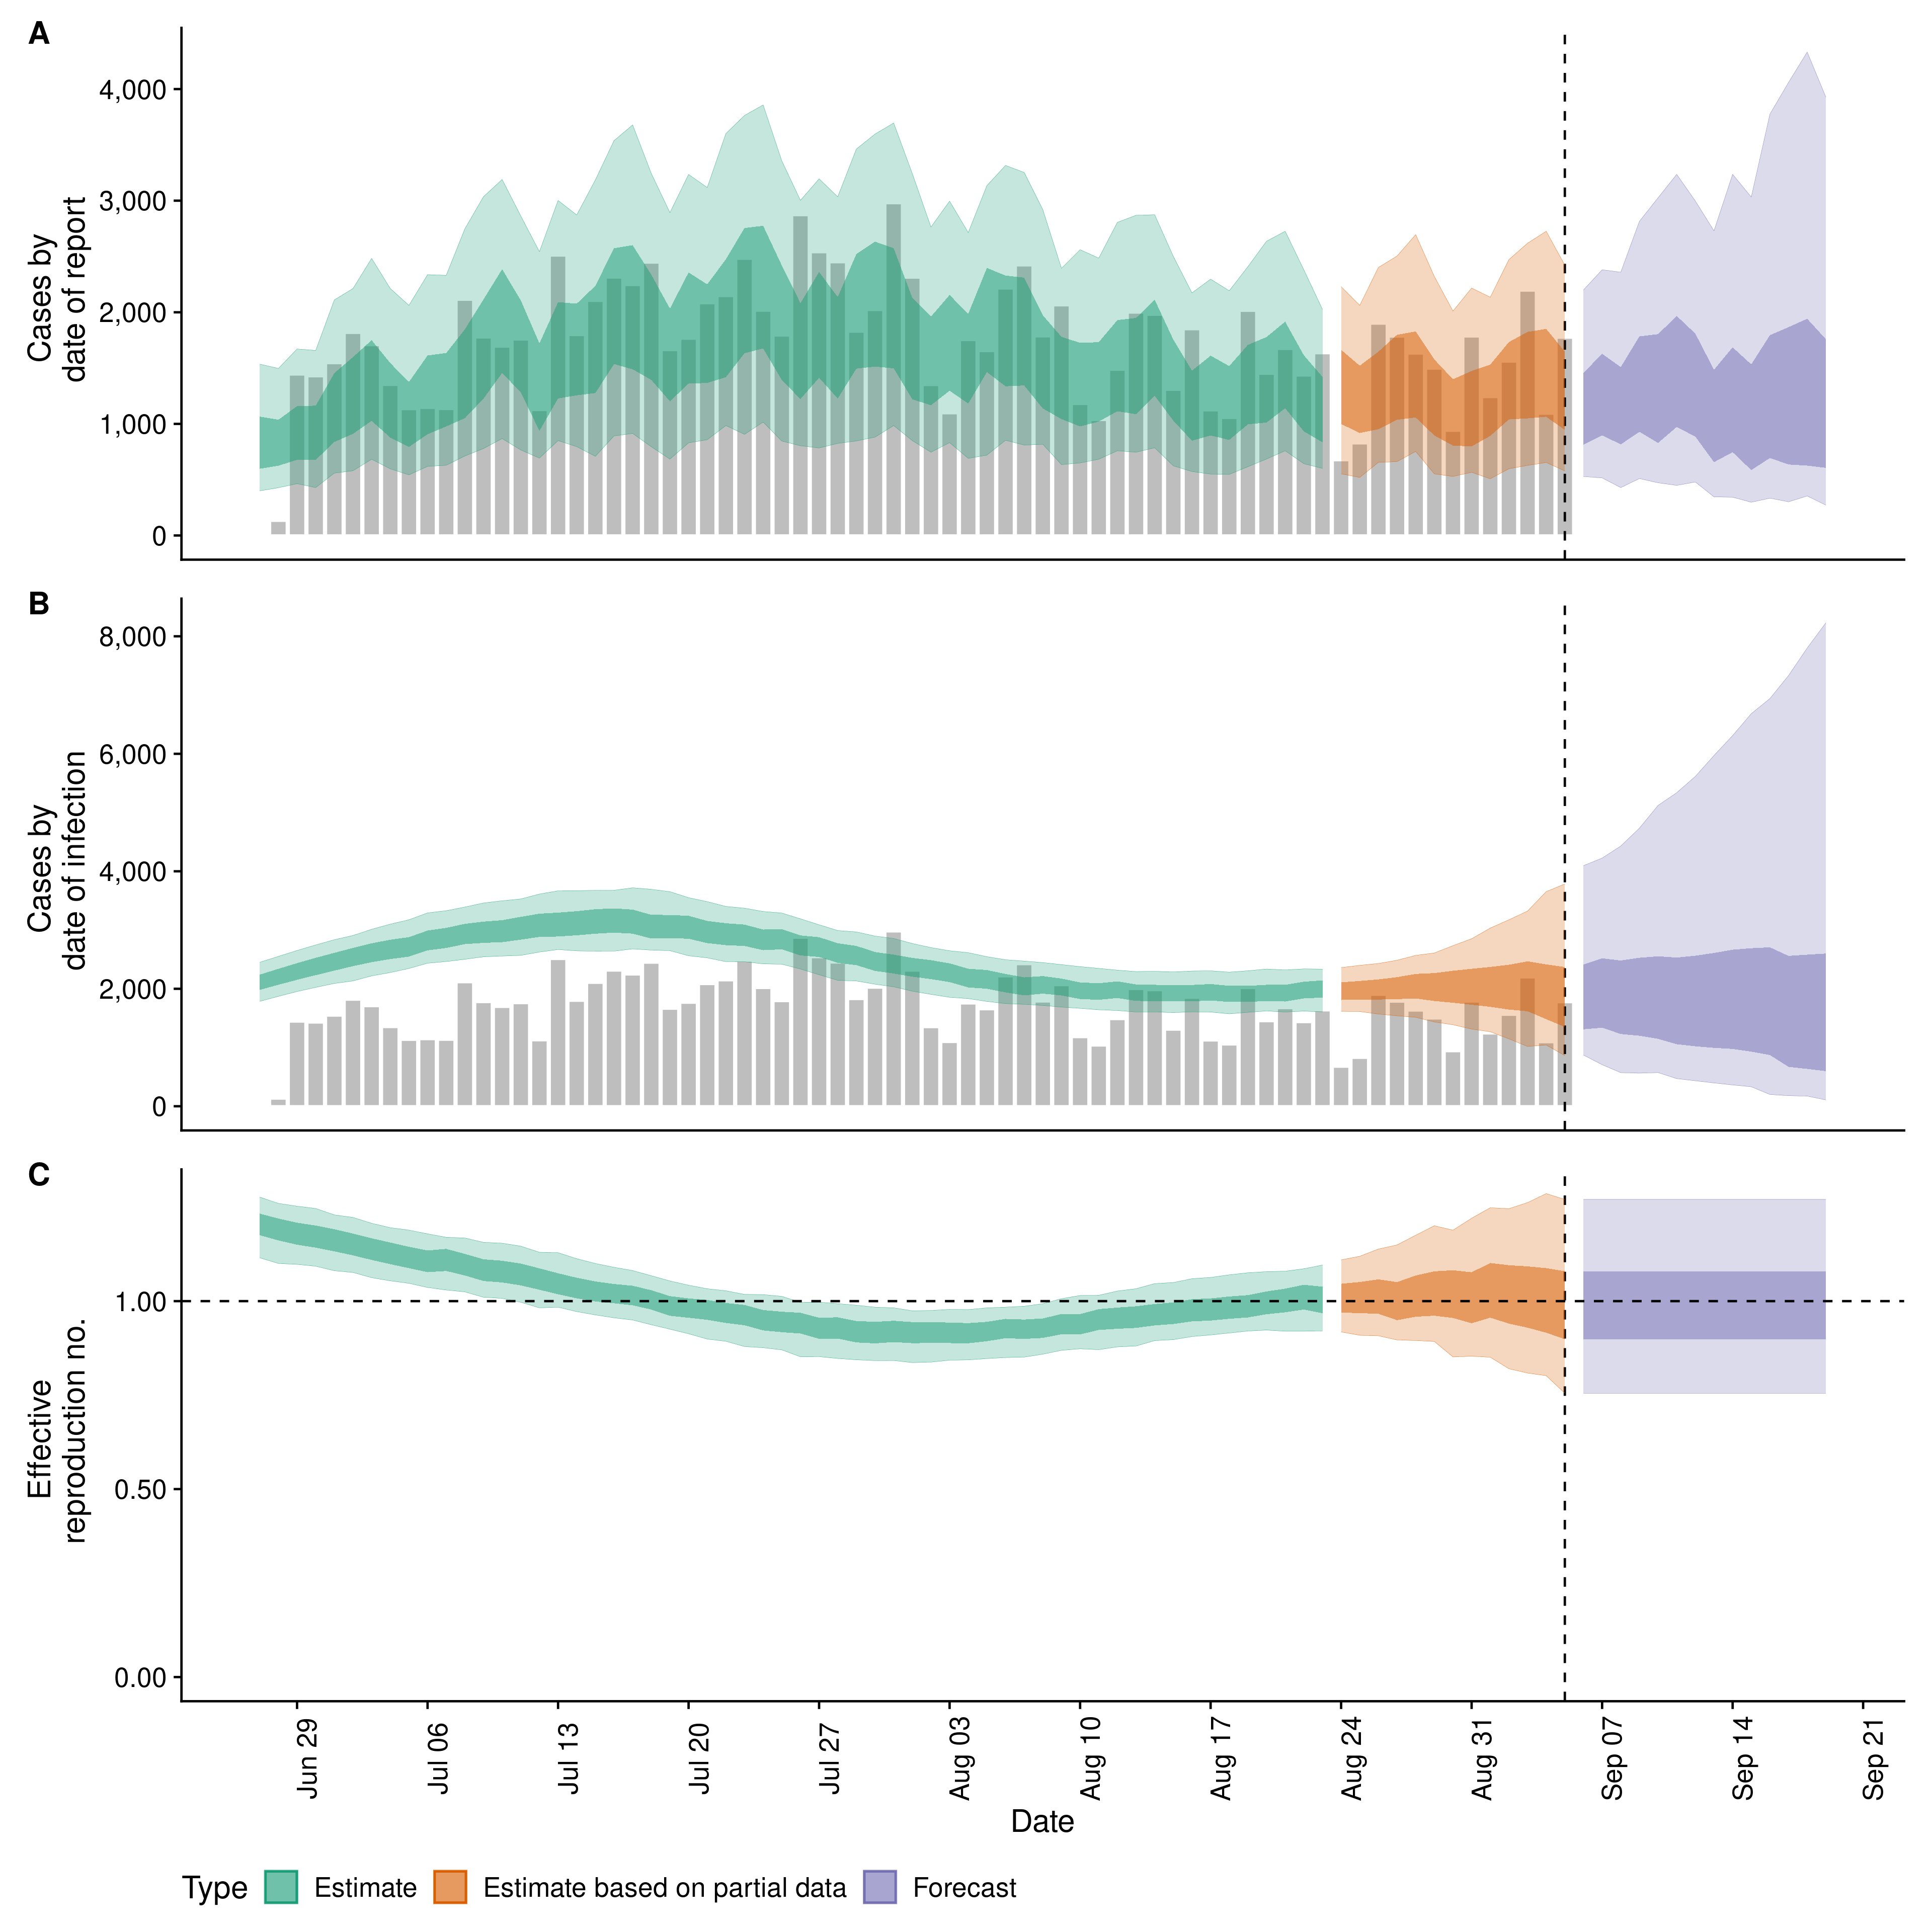 A
4,000
3,000
2,000
1,000
0
Cases by
date of report
B
8,000
6,000
4,000
2,000
0
Cases by
date of infection
C
1.00
0.50
0.00
Effective
reproduction no.
Jun 29
Jul 06
Jul 13
Jul 20
Jul 27
Aug 03
Aug 10
Aug 17
Aug 24
Aug 31
Sep 07
Sep 14
Sep 21
Date
Type Estimate Estimate based on partial data Forecast